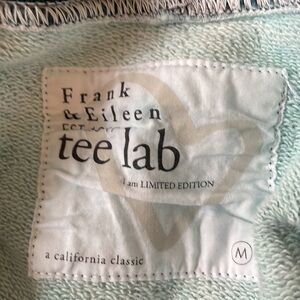 Frank
& Eileen
tee lab
I am LIMITED EDITION
a california classic
M